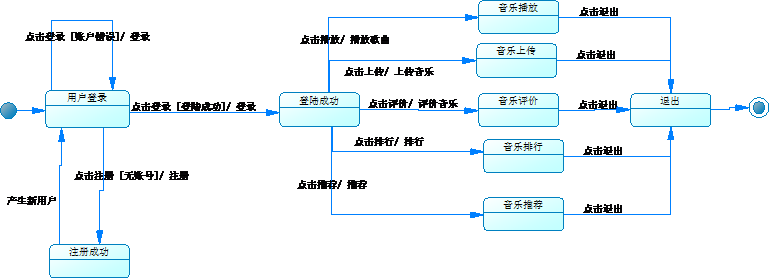 音乐播放
点击退出
点击登录 [账户错误]/ 登录
点击播放/ 播放歌曲
音乐上传
点击退出
点击上传/ 上传音乐
用户登录
点击登录 [登陆成功]/ 登录
登陆成功
点击评价/ 评价音乐
音乐评价
点击退出
退出
点击排行/ 排行
音乐排行
点击退出
点击注册 [无账号]/ 注册
点击推荐/ 推荐
产生新用户
音乐推荐
点击退出
注册成功